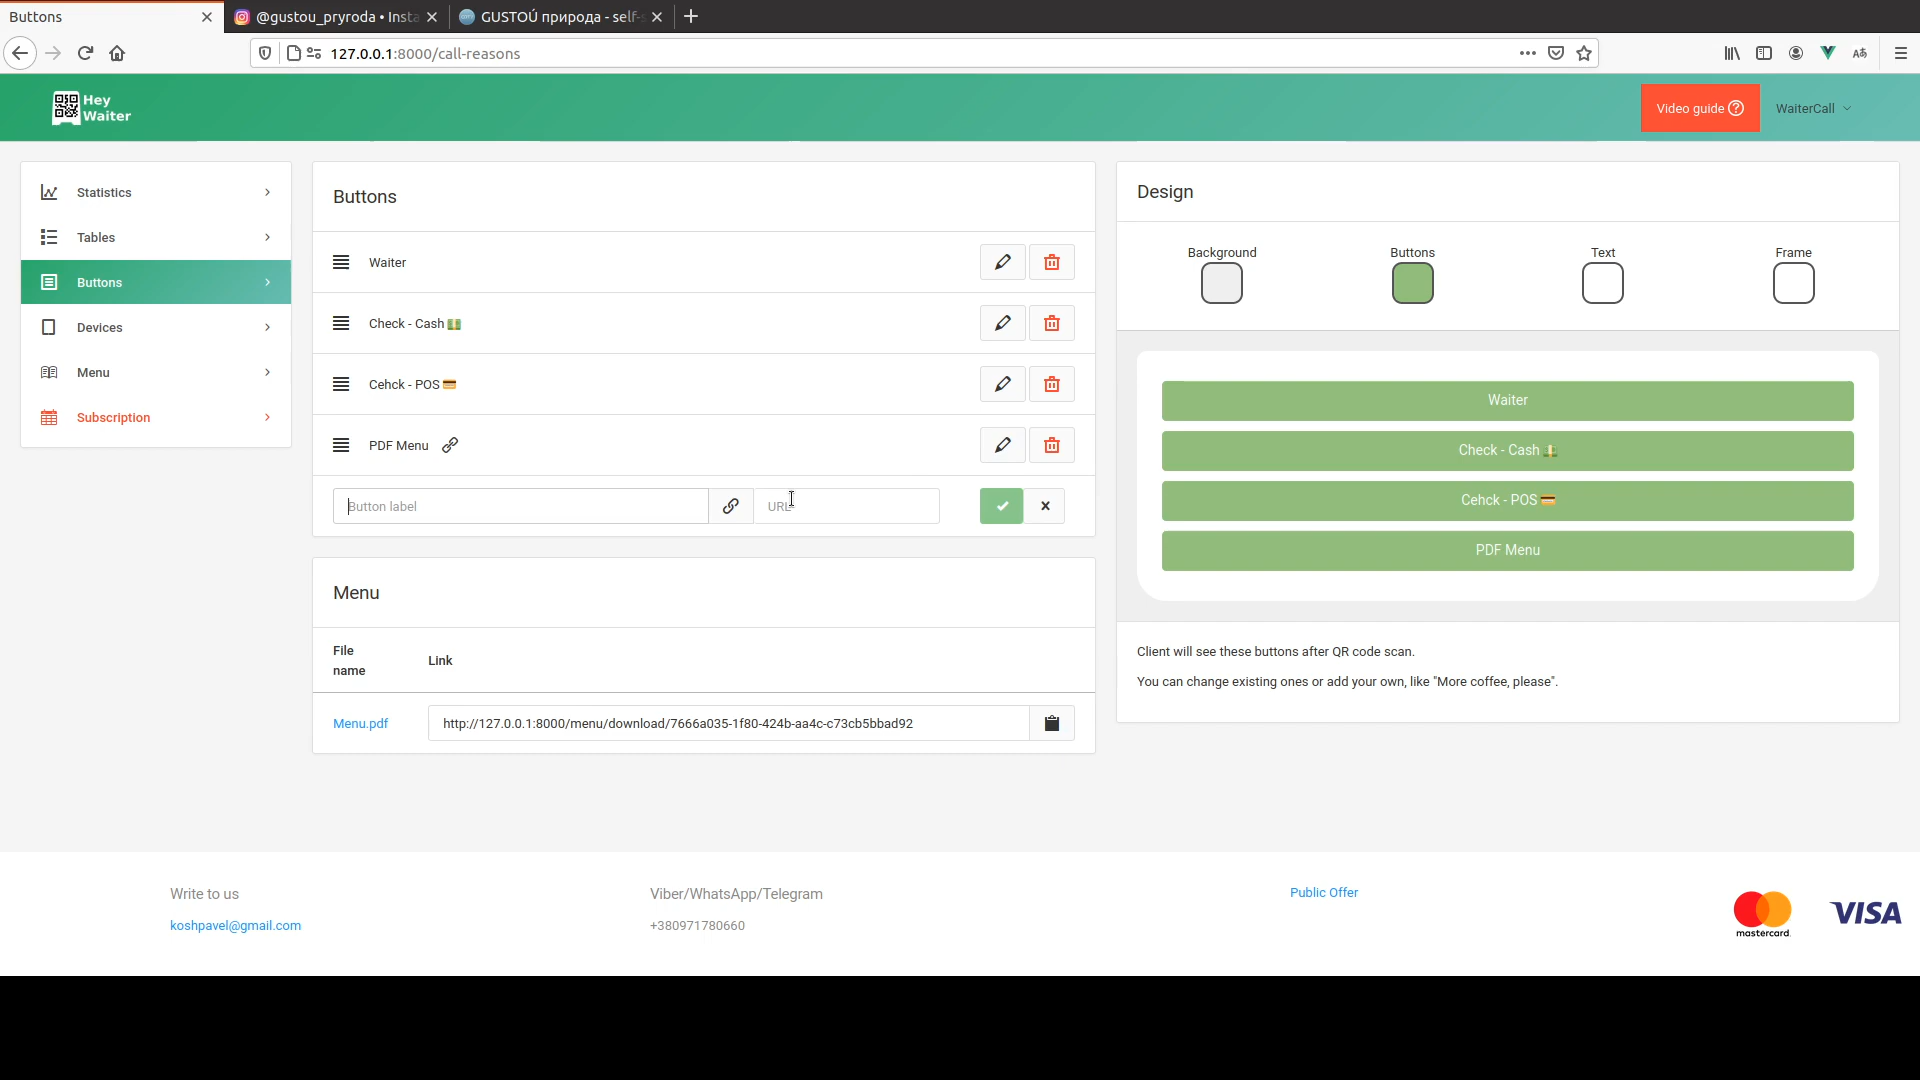 Buttons
@gustou_pryroda • Insta
GUSTOÚ природа - self-s
127.0.0.1:8000/call-reasons
Hey
Waiter
Video guide
WaiterCall
Statistics
Tables
Buttons
Devices
Menu
Subscription
Buttons
Waiter
Check - Cash 💵
Cehck - POS 💳
PDF Menu
Button label
URL
Menu
File
name
Link
Menu.pdf
http://127.0.0.1:8000/menu/download/7666a035-1f80-424b-aa4c-c73cb5bbad92
Design
Background
Buttons
Text
Frame
Waiter
Check - Cash 💵
Cehck - POS 💳
PDF Menu
Client will see these buttons after QR code scan.
You can change existing ones or add your own, like "More coffee, please".
Write to us
koshpavel@gmail.com
Viber/WhatsApp/Telegram
+380971780660
Public Offer
mastercard
VISA